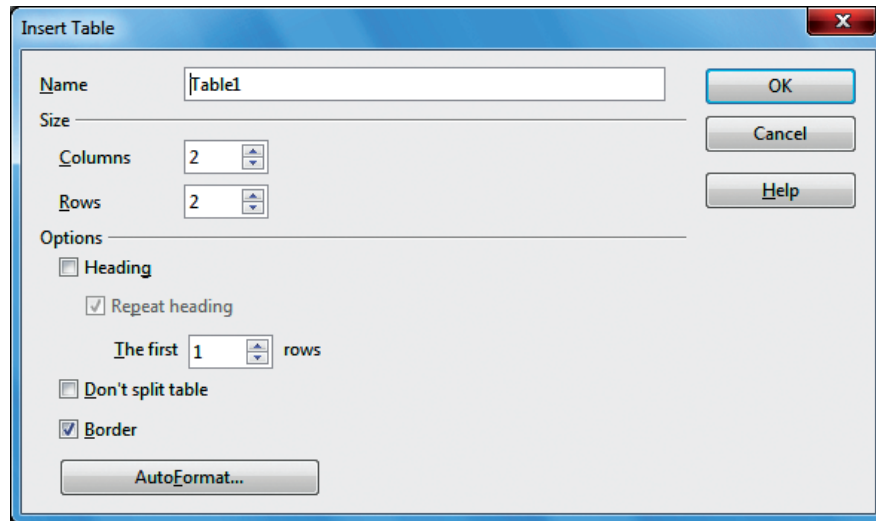 Insert Table
Name Table1
OK
Size
Cancel
Columns 2
Help
Rows 2
Options
Heading
Repeat heading
The first 1 rows
Don't split table
Border
AutoFormat...